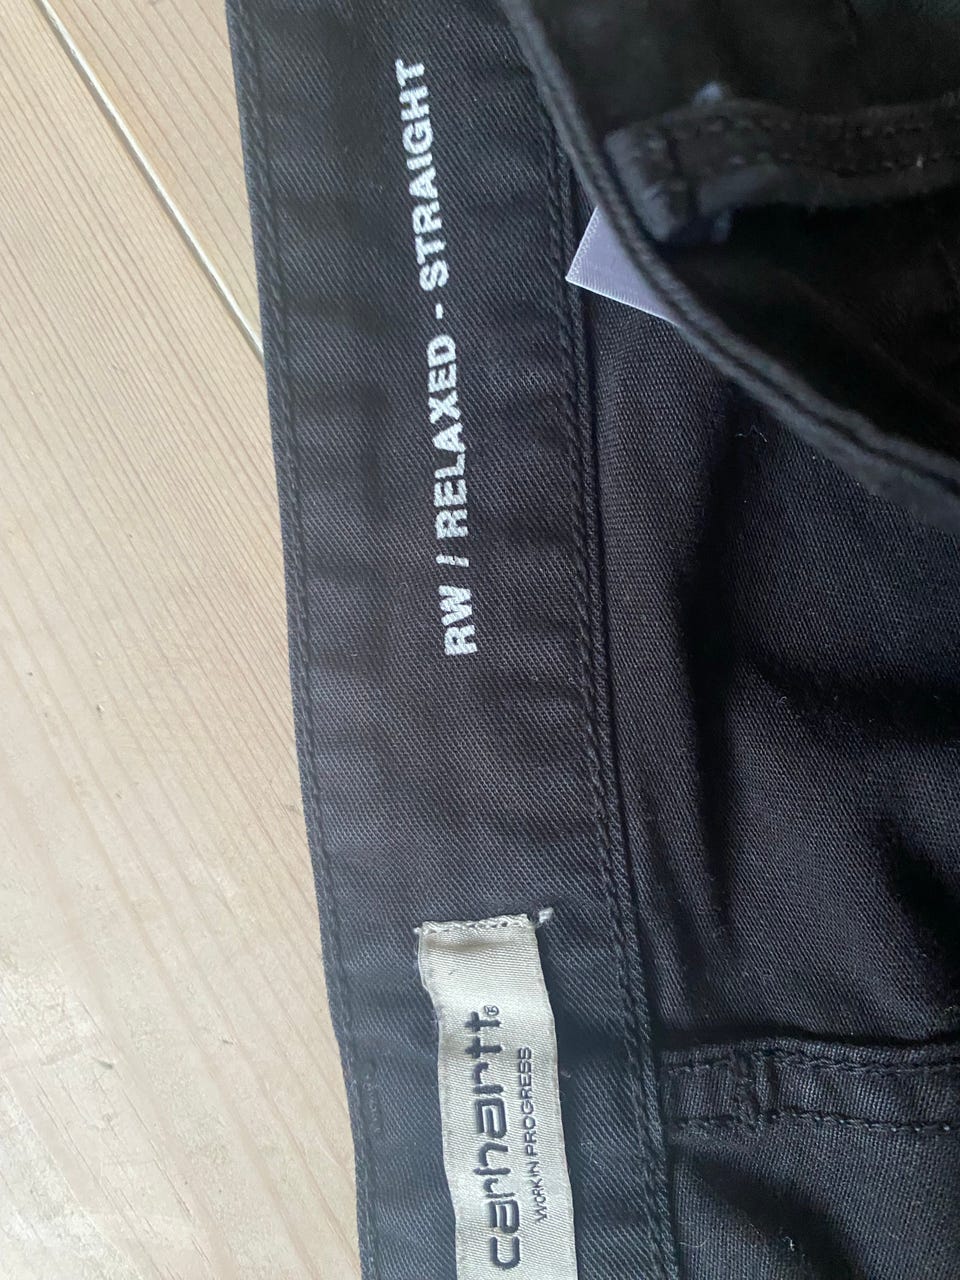 RW / RELAXED - STRAIGHT
carhartt®
WORK IN PROGRESS